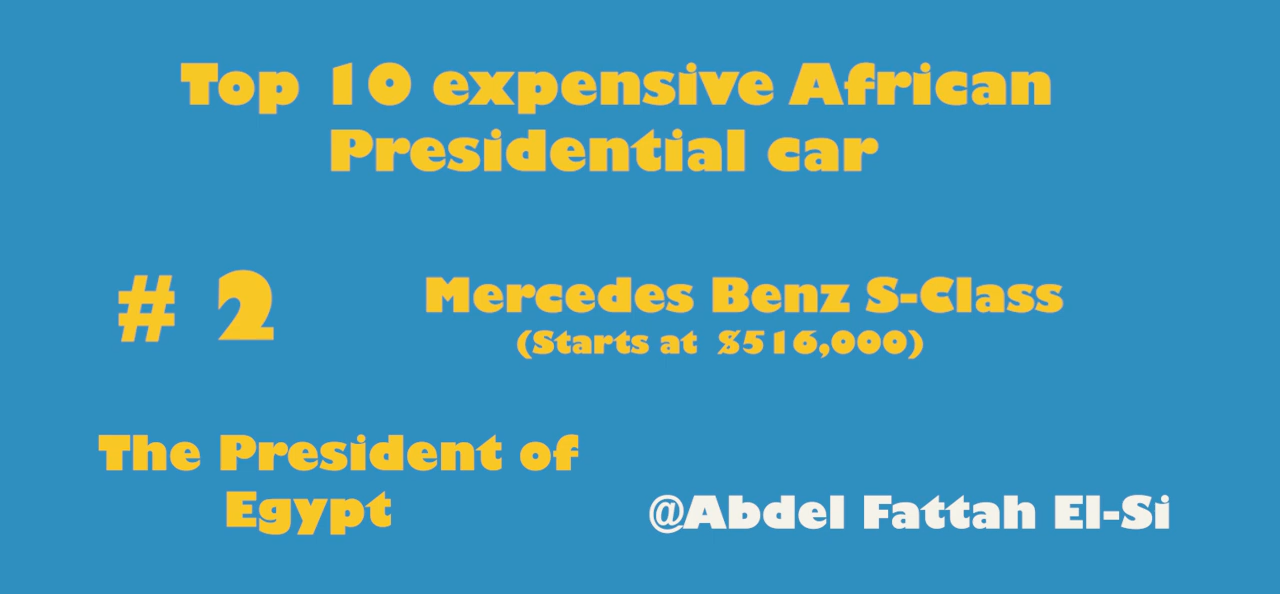 Top 10 expensive African
Presidential car
# 2
Mercedes Benz S-Class
(Starts at $516,000)
The President of
Egypt
@Abdel Fattah El-Si